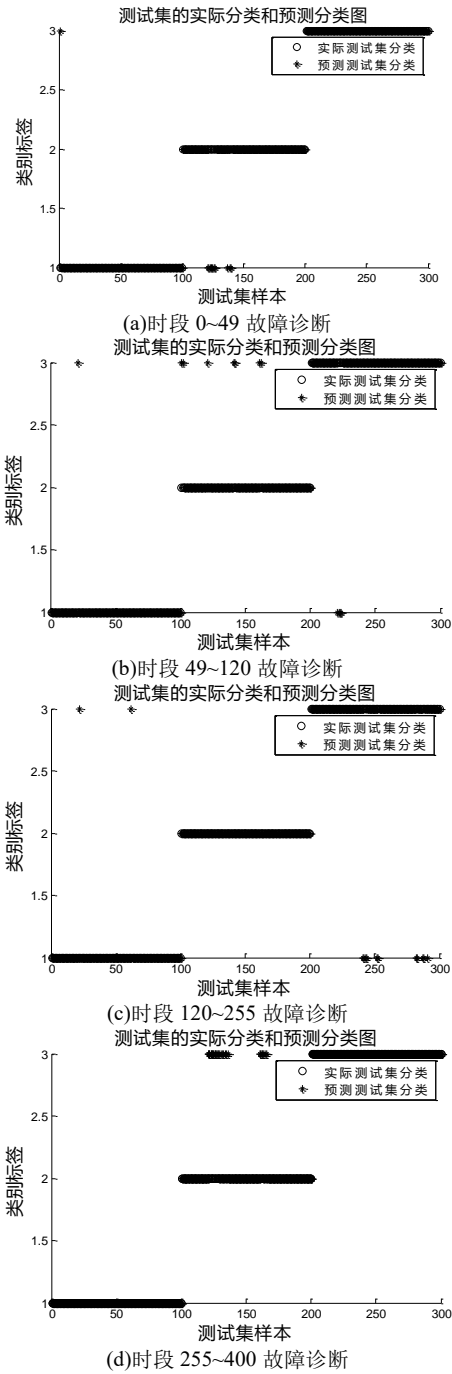 测试集的实际分类和预测分类图
3
实际测试集分类
预测测试集分类
2.5
类别标签
2
1.5
1
0 50 100 150 200 250 300
测试集样本
(a)时段 0~49 故障诊断
测试集的实际分类和预测分类图
3
实际测试集分类
预测测试集分类
2.5
类别标签
2
1.5
1
0 50 100 150 200 250 300
测试集样本
(b)时段 49~120 故障诊断
测试集的实际分类和预测分类图
3
实际测试集分类
预测测试集分类
2.5
类别标签
2
1.5
1
0 50 100 150 200 250 300
测试集样本
(c)时段 120~255 故障诊断
测试集的实际分类和预测分类图
3
实际测试集分类
预测测试集分类
2.5
类别标签
2
1.5
1
0 50 100 150 200 250 300
测试集样本
(d)时段 255~400 故障诊断